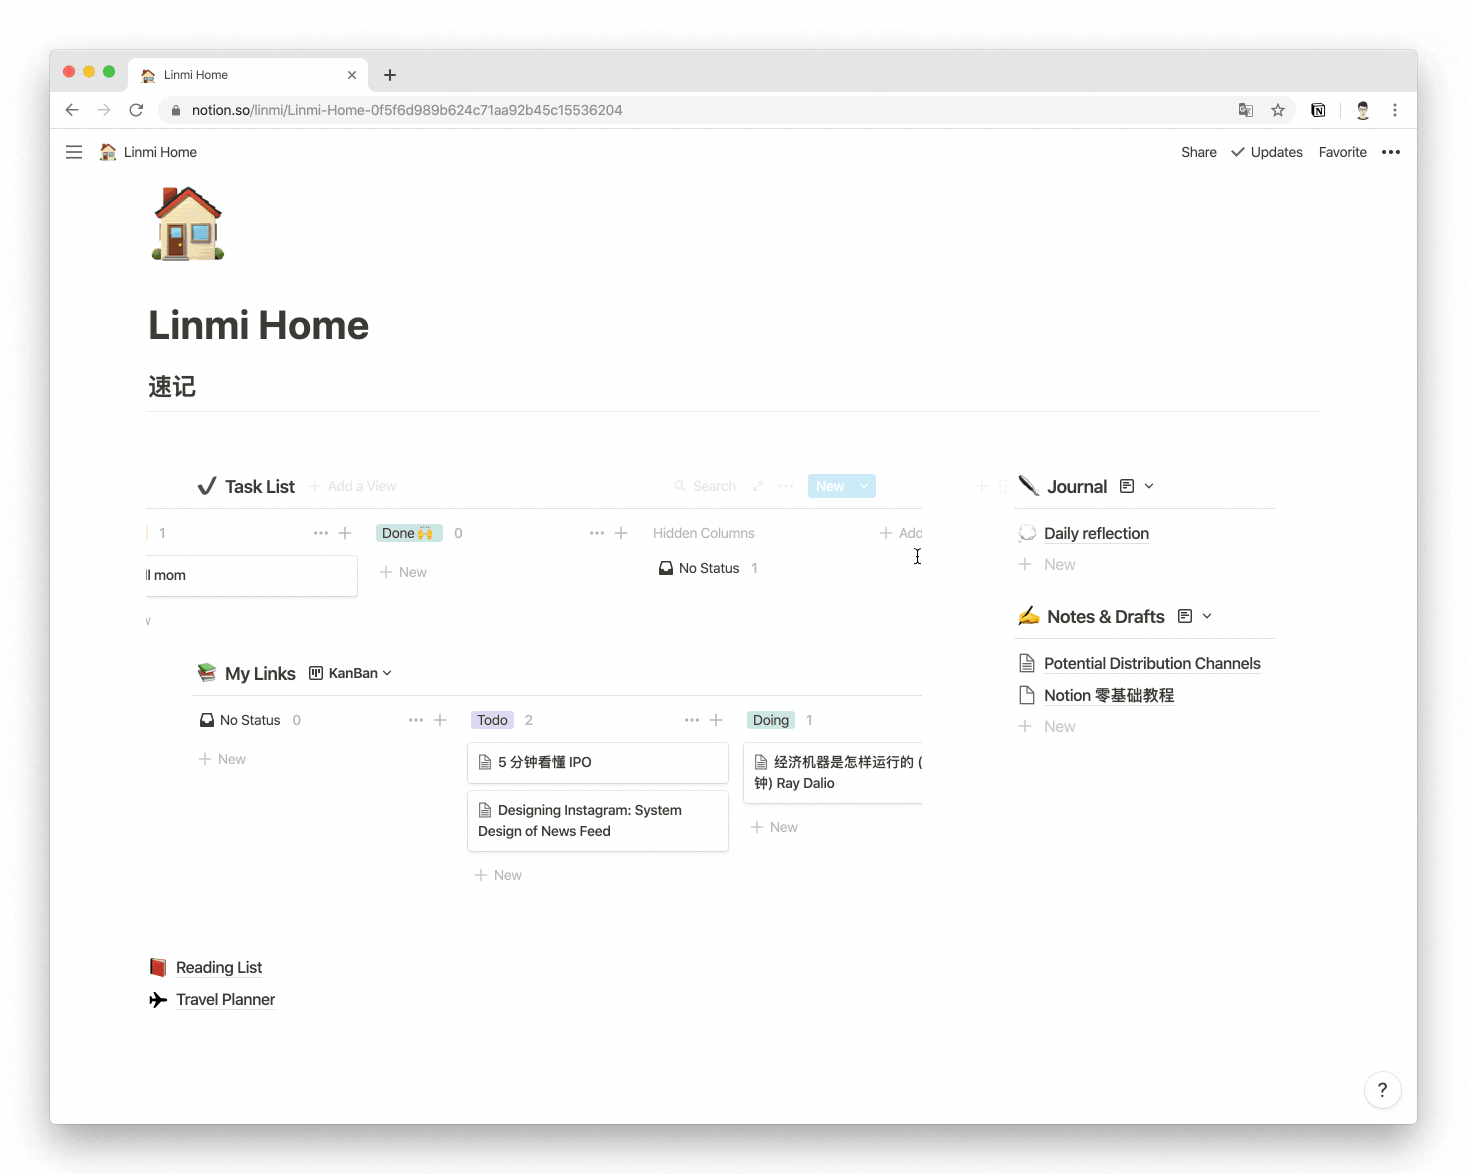 Linmi Home
notion.so/linmi/Linmi-Home-0f5f6d989b624c71aa92b45c15536204
Linmi Home
Share
Updates
Favorite
Linmi Home
速记
Task List
Add a View
Search
New
1
Done 🙌
0
Hidden Columns
Add
ll mom
New
No Status 1
w
My Links
KanBan
No Status 0
Todo 2
Doing 1
New
5 分钟看懂 IPO
Designing Instagram: System
Design of News Feed
New
经济机器是怎样运行的 (
钟) Ray Dalio
New
Journal
Daily reflection
New
Notes & Drafts
Potential Distribution Channels
Notion 零基础教程
New
Reading List
Travel Planner
?